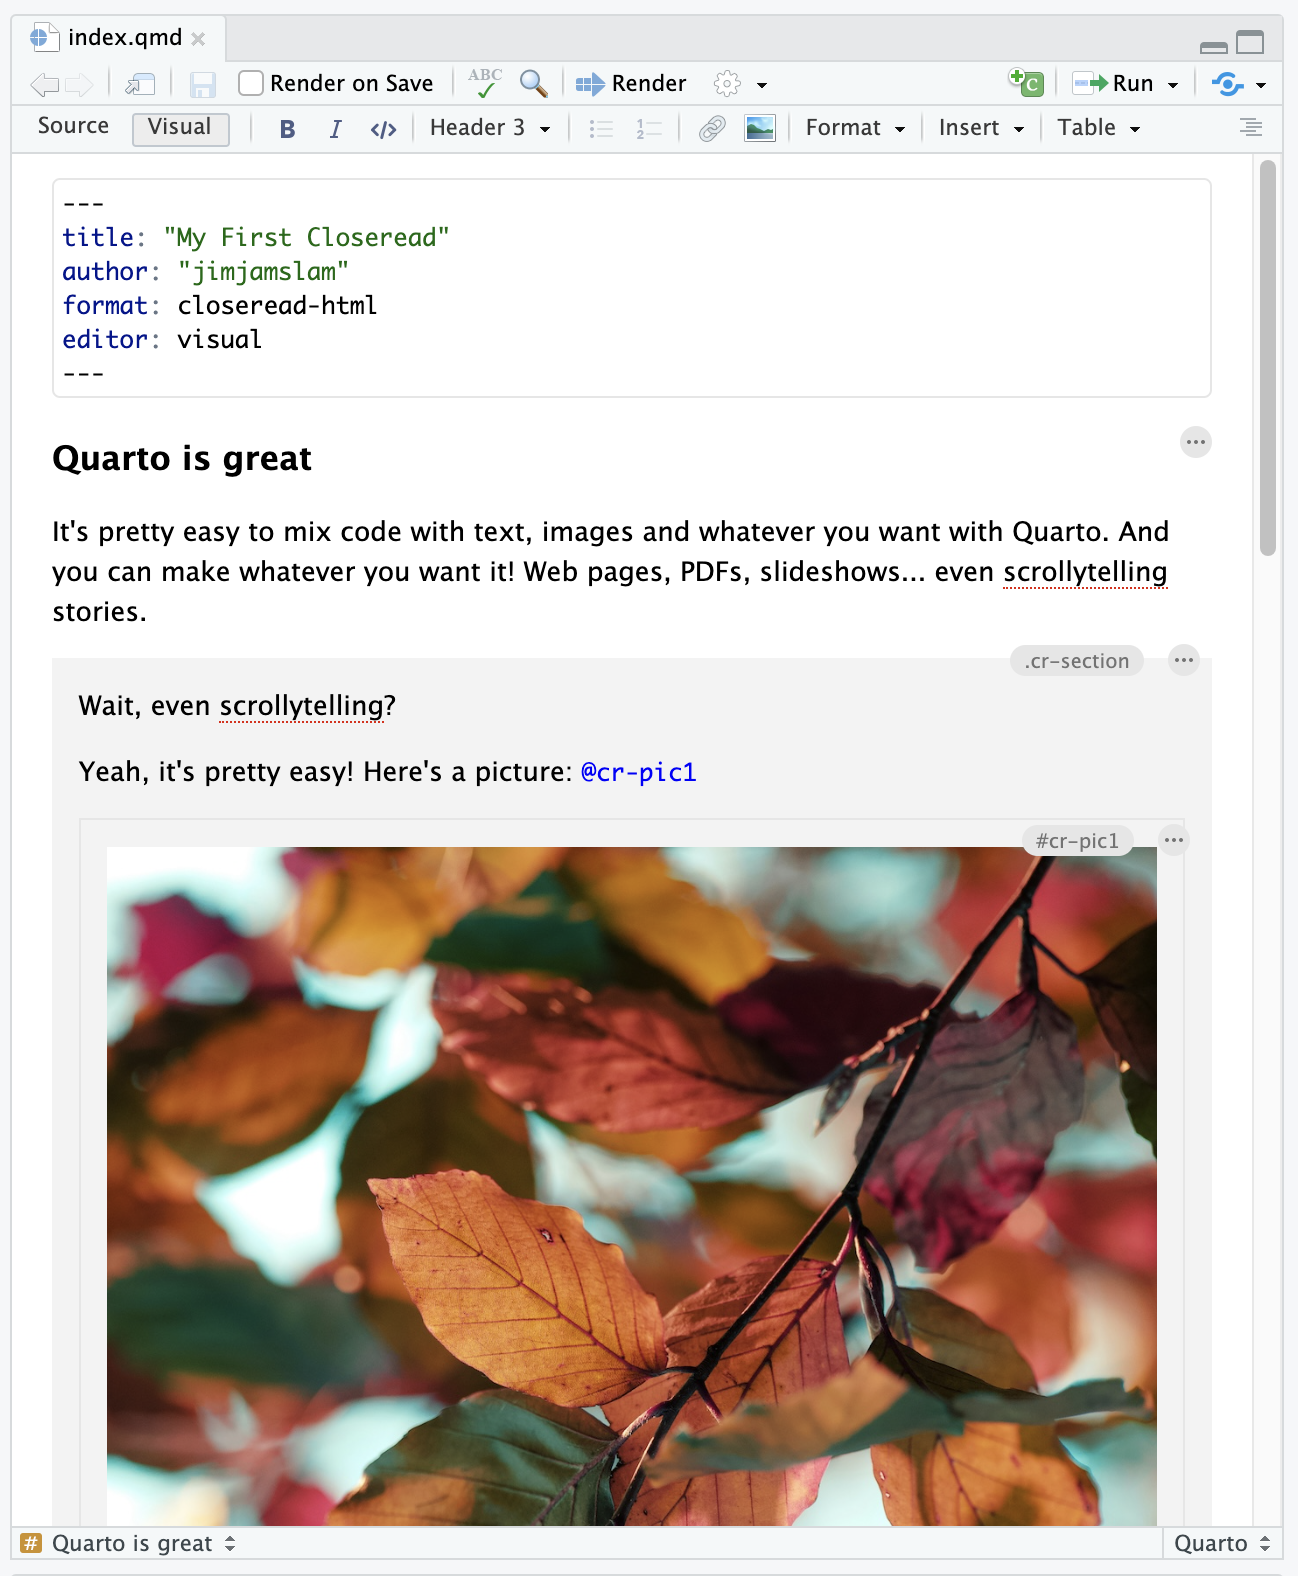 index.qmd
Render on Save
ABC
Render
C
Run
Source
Visual
B
I
</>
Header 3
1
2
Format
Insert
Table
---
title: "My First Closeread"
author: "jimjamslam"
format: closeread-html
editor: visual
---
Quarto is great
It's pretty easy to mix code with text, images and whatever you want with Quarto. And
you can make whatever you want it! Web pages, PDFs, slideshows... even scrollytelling
stories.
.cr-section
Wait, even scrollytelling?
Yeah, it's pretty easy! Here's a picture: @cr-pic1
#cr-pic1
# Quarto is great
Quarto